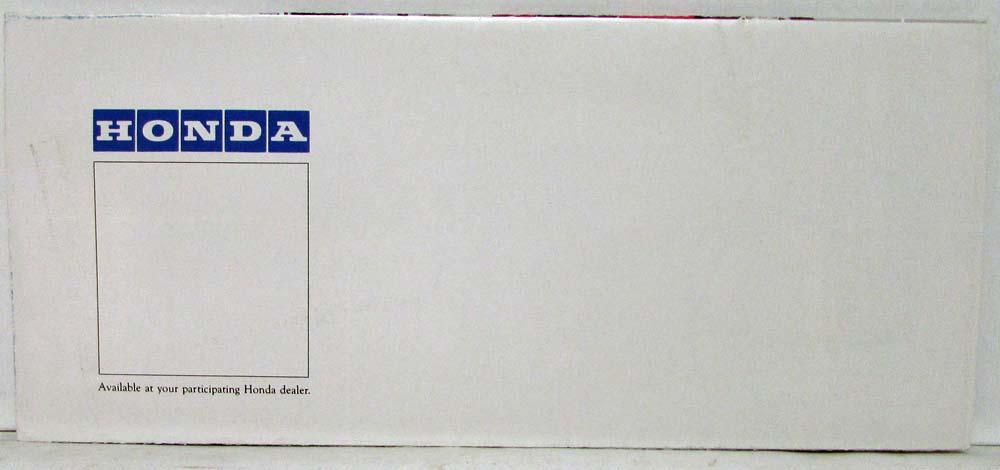 HONDA
Available at your participating Honda dealer.